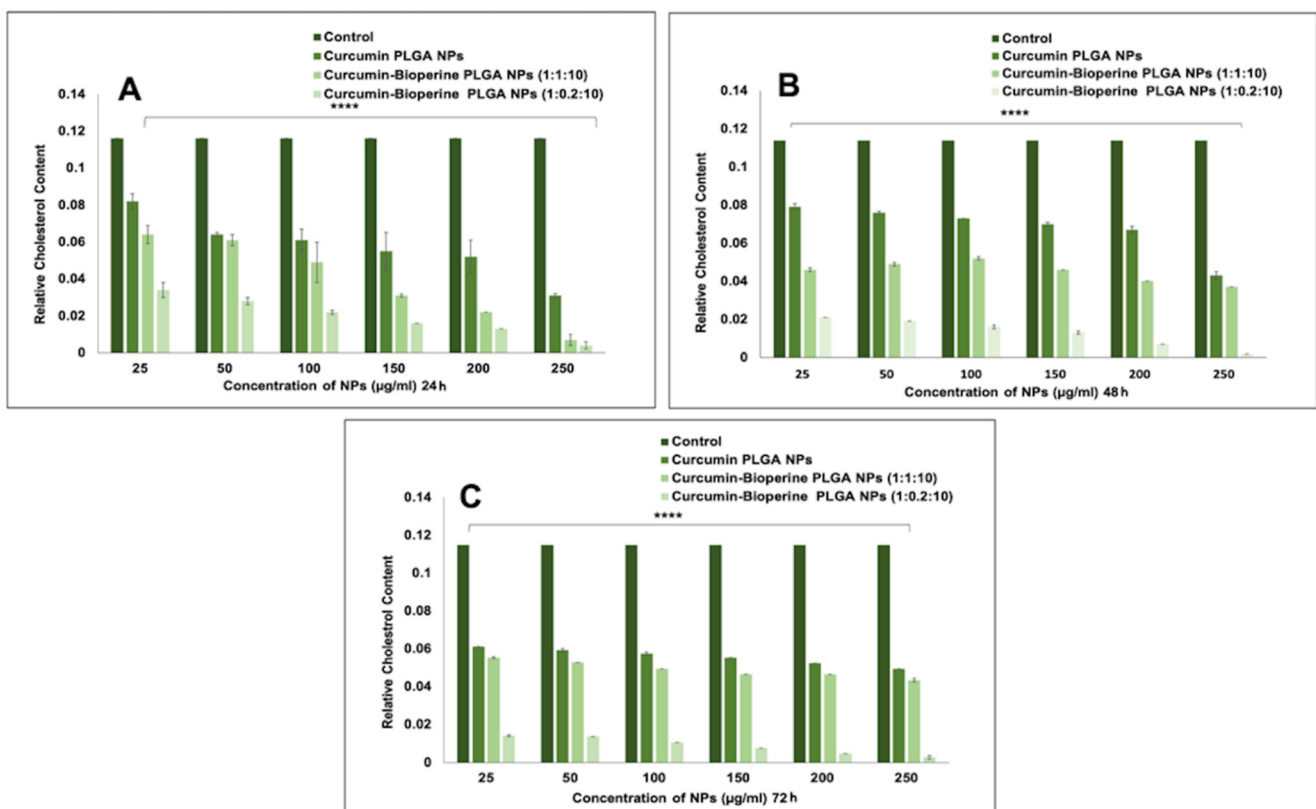 A
Control
Curcumin PLGA NPs
Curcumin-Bioperine PLGA NPs (1:1:10)
Curcumin-Bioperine PLGA NPs (1:0.2:10)
****
Relative Cholesterol Content
0.14
0.12
0.1
0.08
0.06
0.04
0.02
0
25 50 100 150 200 250
Concentration of NPs (µg/ml) 24h
B
Control
Curcumin PLGA NPs
Curcumin-Bioperine PLGA NPs (1:1:10)
Curcumin-Bioperine PLGA NPs (1:0.2:10)
****
Relative Cholesterol Content
0.14
0.12
0.1
0.08
0.06
0.04
0.02
0
25 50 100 150 200 250
Concentration of NPs (µg/ml) 48h
C
Control
Curcumin PLGA NPs
Curcumin-Bioperine PLGA NPs (1:1:10)
Curcumin-Bioperine PLGA NPs (1:0.2:10)
****
Relative Cholestrol Content
0.14
0.12
0.1
0.08
0.06
0.04
0.02
0
25 50 100 150 200 250
Concentration of NPs (µg/ml) 72h